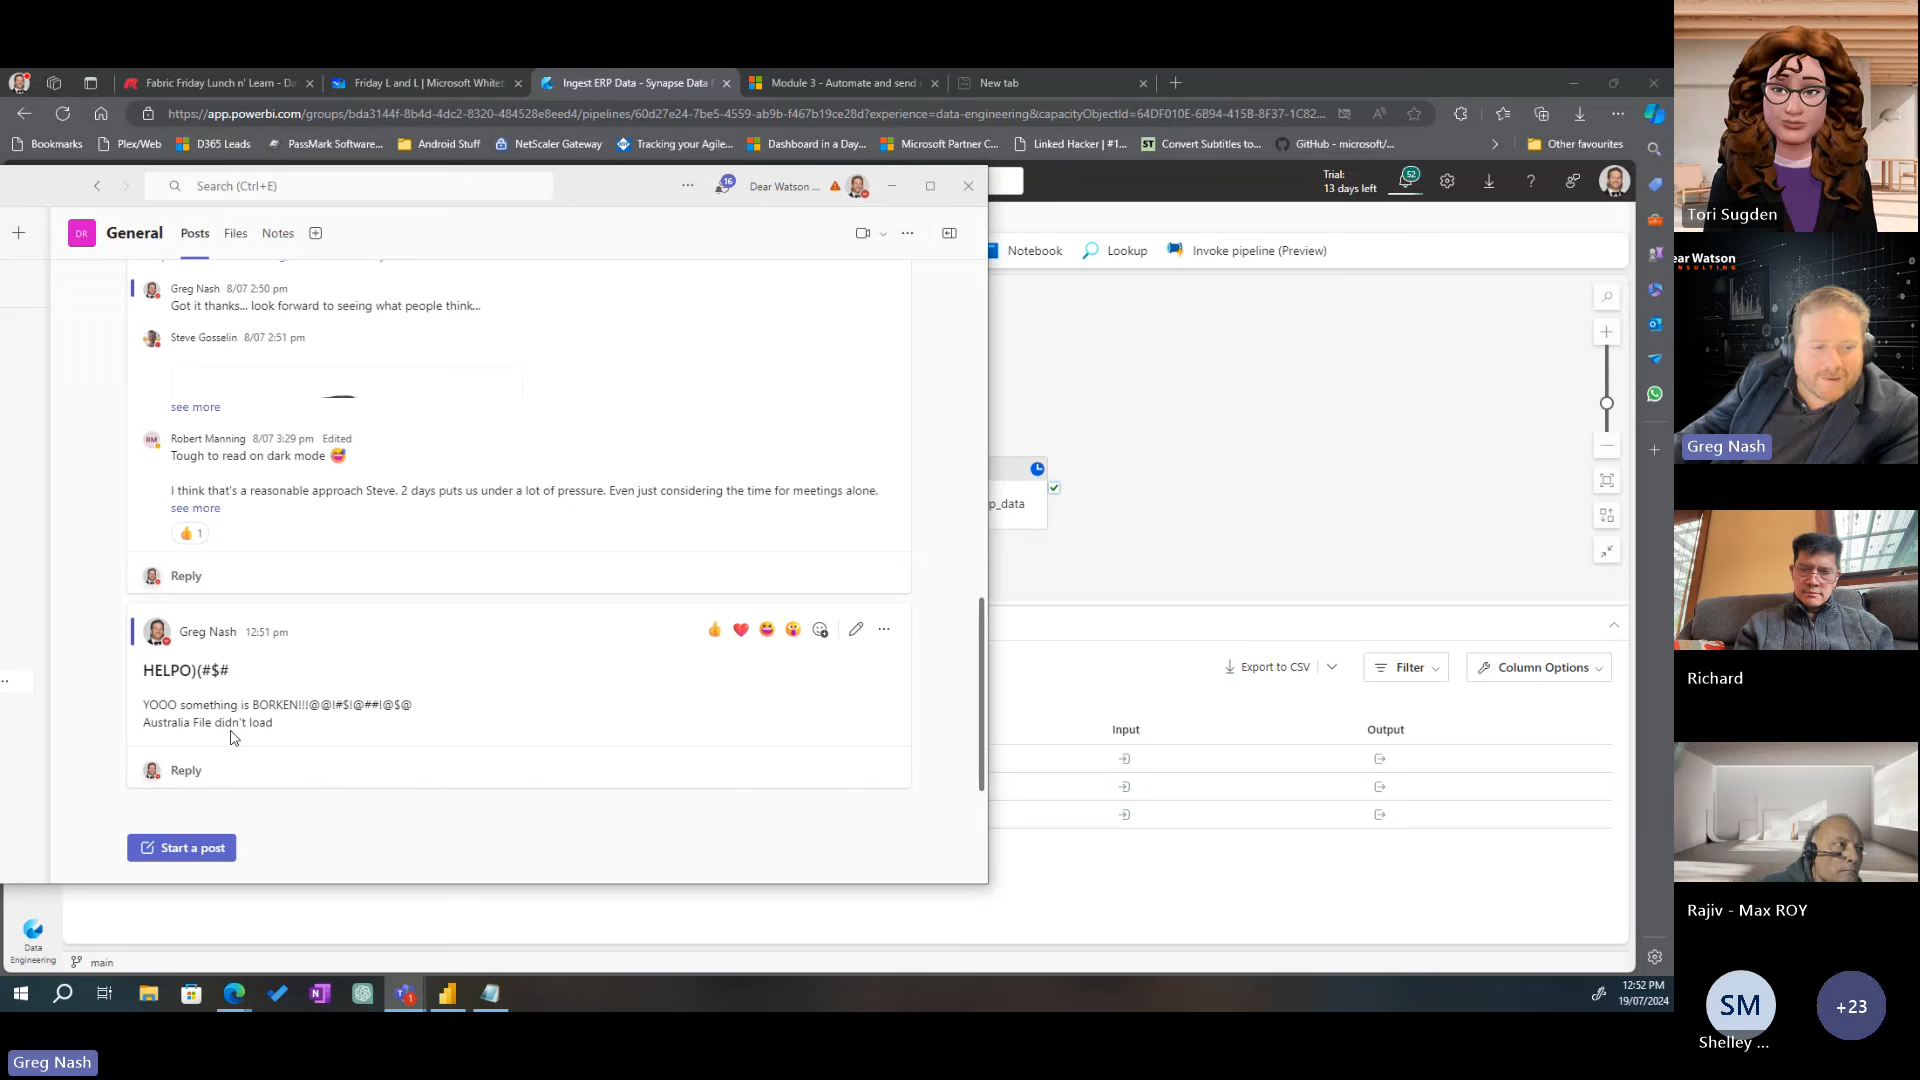 Fabric Friday Lunch n' Learn - Da
Friday L and L | Microsoft Whiteb
Ingest ERP Data - Synapse Data
Module 3 - Automate and send
New tab
https://app.powerbi.com/groups/bda3144f-8b4d-4dc2-8320-484528e8eed4/pipelines/60d27e24-7be5-4559-ab9b-f467b19ce28d?experience=data-engineering&capacityObjectId=64DF010E-6B94-415B-8F37-1C82...
Bookmarks
Plex/Web
D365 Leads
PassMark Software...
Android Stuff
NetScaler Gateway
Tracking your Agile...
Dashboard in a Day...
Microsoft Partner C...
Linked Hacker | #1...
Convert Subtitles to...
GitHub - microsoft/...
Other favourites
Search (Ctrl+E)
16
Dear Watson ...
Trial:
13 days left
52
DR
General
Posts
Files
Notes
Notebook
Lookup
Invoke pipeline (Preview)
Greg Nash 8/07 2:50 pm
Got it thanks... look forward to seeing what people think...
Steve Gosselin 8/07 2:51 pm
see more
RM
Robert Manning 8/07 3:29 pm Edited
Tough to read on dark mode
I think that's a reasonable approach Steve. 2 days puts us under a lot of pressure. Even just considering the time for meetings alone.
see more
1
Reply
p_data
Greg Nash 12:51 pm
HELPO)(#$#
YOOO something is BORKEN!!!@@!#$!@##!@$@
Australia File didn't load
Reply
Start a post
Export to CSV
Filter
Column Options
Input
Output
Data
Engineering
main
12:52 PM
19/07/2024
Tori Sugden
ear Watson
CONSULTING
Greg Nash
Richard
Rajiv - Max ROY
SM
+23
Shelley ...
Greg Nash